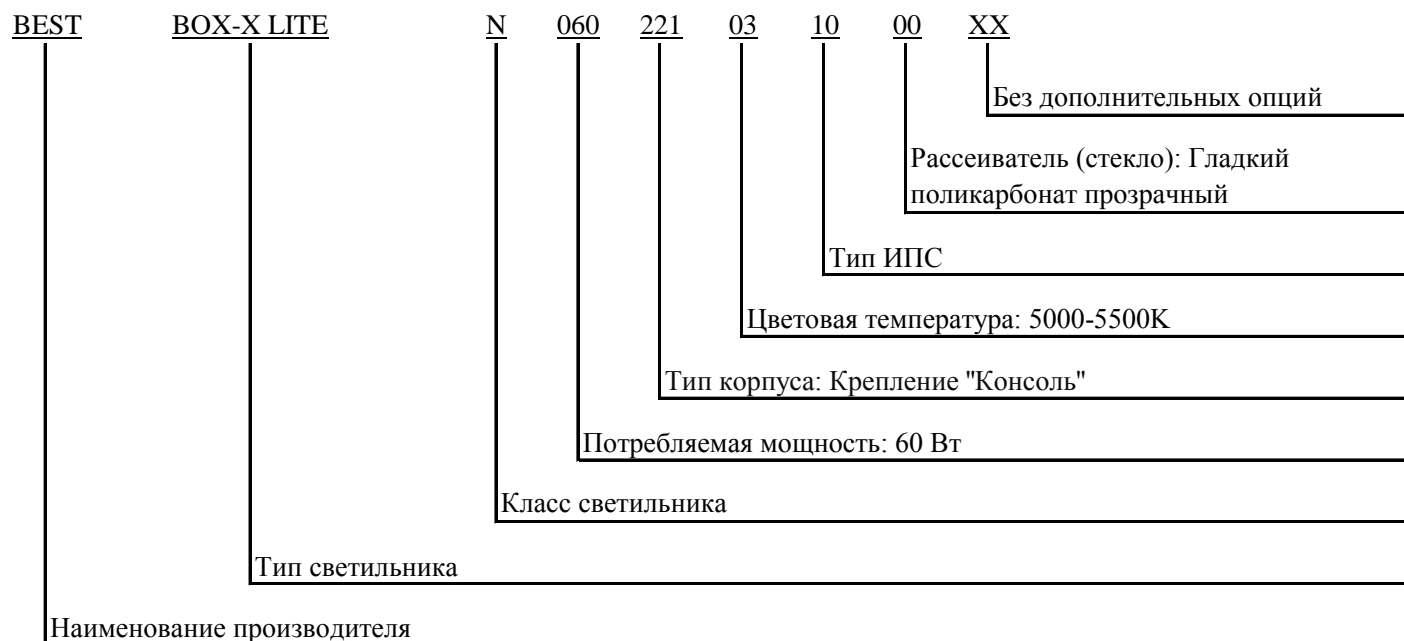 BEST BOX-X LITE N 060 221 03 10 00 XX
Без дополнительных опций
Рассеиватель (стекло): Гладкий
поликарбонат прозрачный
Тип ИПС
Цветовая температура: 5000-5500K
Тип корпуса: Крепление "Консоль"
Потребляемая мощность: 60 Вт
Класс светильника
Тип светильника
Наименование производителя